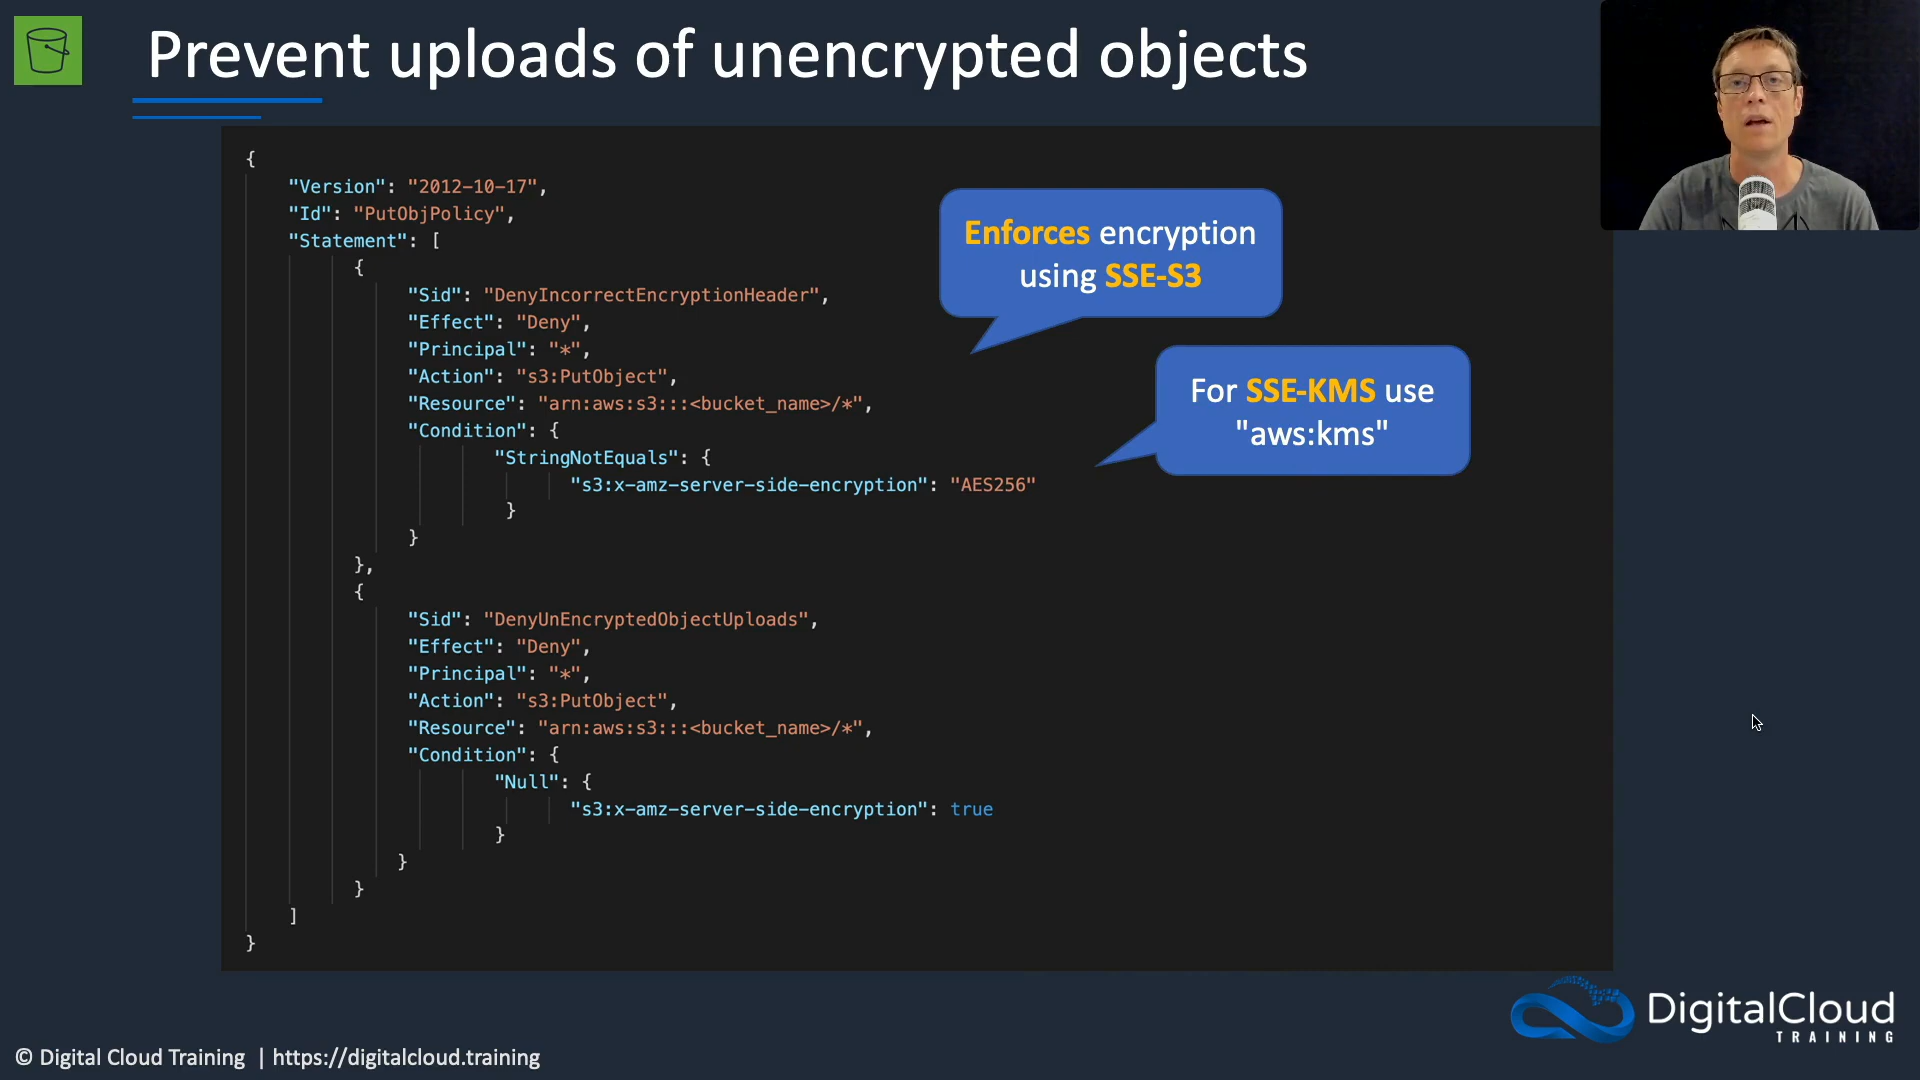 Prevent uploads of unencrypted objects
{
"Version": "2012-10-17",
"Id": "PutObjPolicy",
"Statement": [
{
"Sid": "DenyIncorrectEncryptionHeader",
"Effect": "Deny",
"Principal": "*",
"Action": "s3:PutObject",
"Resource": "arn:aws:s3:::<bucket_name>/*",
"Condition": {
"StringNotEquals": {
"s3:x-amz-server-side-encryption": "AES256"
}
}
},
{
"Sid": "DenyUnEncryptedObjectUploads",
"Effect": "Deny",
"Principal": "*",
"Action": "s3:PutObject",
"Resource": "arn:aws:s3:::<bucket_name>/*",
"Condition": {
"Null": {
"s3:x-amz-server-side-encryption": true
}
}
}
]
}
Enforces encryption
using SSE-S3
For SSE-KMS use
"aws:kms"
DigitalCloud
TRAINING
© Digital Cloud Training | https://digitalcloud.training